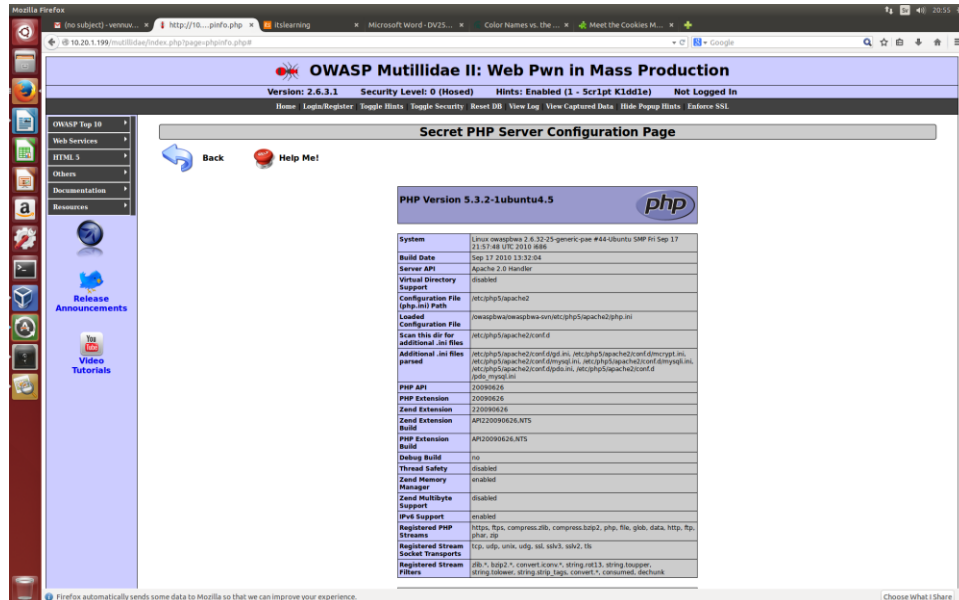 Mozilla Firefox
20:55
(no subject) - vennuv... ×
http://10....pinfo.php ×
itslearning ×
Microsoft Word - DV25... ×
Color Names vs. the ... ×
Meet the Cookies M... ×
10.20.1.199/mutillidae/index.php?page=phpinfo.php#
Google
OWASP Mutillidae II: Web Pwn in Mass Production
Version: 2.6.3.1 Security Level: 0 (Hosed) Hints: Enabled (1 - 5cr1pt K1dd1e) Not Logged In
Home Login/Register Toggle Hints Toggle Security Reset DB View Log View Captured Data Hide Popup Hints Enforce SSL
OWASP Top 10
Web Services
HTML 5
Others
Documentation
Resources
Release
Announcements
You
Tube
Video
Tutorials
Secret PHP Server Configuration Page
Back
Help Me!
PHP Version 5.3.2-1ubuntu4.5
php
System Linux owaspbwa 2.6.32-25-generic-pae #44-Ubuntu SMP Fri Sep 17
21:57:48 UTC 2010 i686
Build Date Sep 17 2010 13:32:04
Server API Apache 2.0 Handler
Virtual Directory disabled
Support
Configuration File /etc/php5/apache2
(php.ini) Path
Loaded /owaspbwa/owaspbwa-svn/etc/php5/apache2/php.ini
Configuration File
Scan this dir for /etc/php5/apache2/conf.d
additional .ini files
Additional .ini files /etc/php5/apache2/conf.d/gd.ini, /etc/php5/apache2/conf.d/mcrypt.ini,
parsed /etc/php5/apache2/conf.d/mysql.ini, /etc/php5/apache2/conf.d/mysqli.ini,
/etc/php5/apache2/conf.d/pdo.ini, /etc/php5/apache2/conf.d
/pdo_mysql.ini
PHP API 20090626
PHP Extension 20090626
Zend Extension 220090626
Zend Extension API220090626,NTS
Build
PHP Extension API20090626,NTS
Build
Debug Build no
Thread Safety disabled
Zend Memory enabled
Manager
Zend Multibyte disabled
Support
IPv6 Support enabled
Registered PHP https, ftps, compress.zlib, compress.bzip2, php, file, glob, data, http, ftp,
Streams phar, zip
Registered Stream tcp, udp, unix, udg, ssl, sslv3, sslv2, tls
Socket Transports
Registered Stream zlib.*, bzip2.*, convert.iconv.*, string.rot13, string.toupper,
Filters string.tolower, string.strip_tags, convert.*, consumed, dechunk
Firefox automatically sends some data to Mozilla so that we can improve your experience.
Choose What I Share